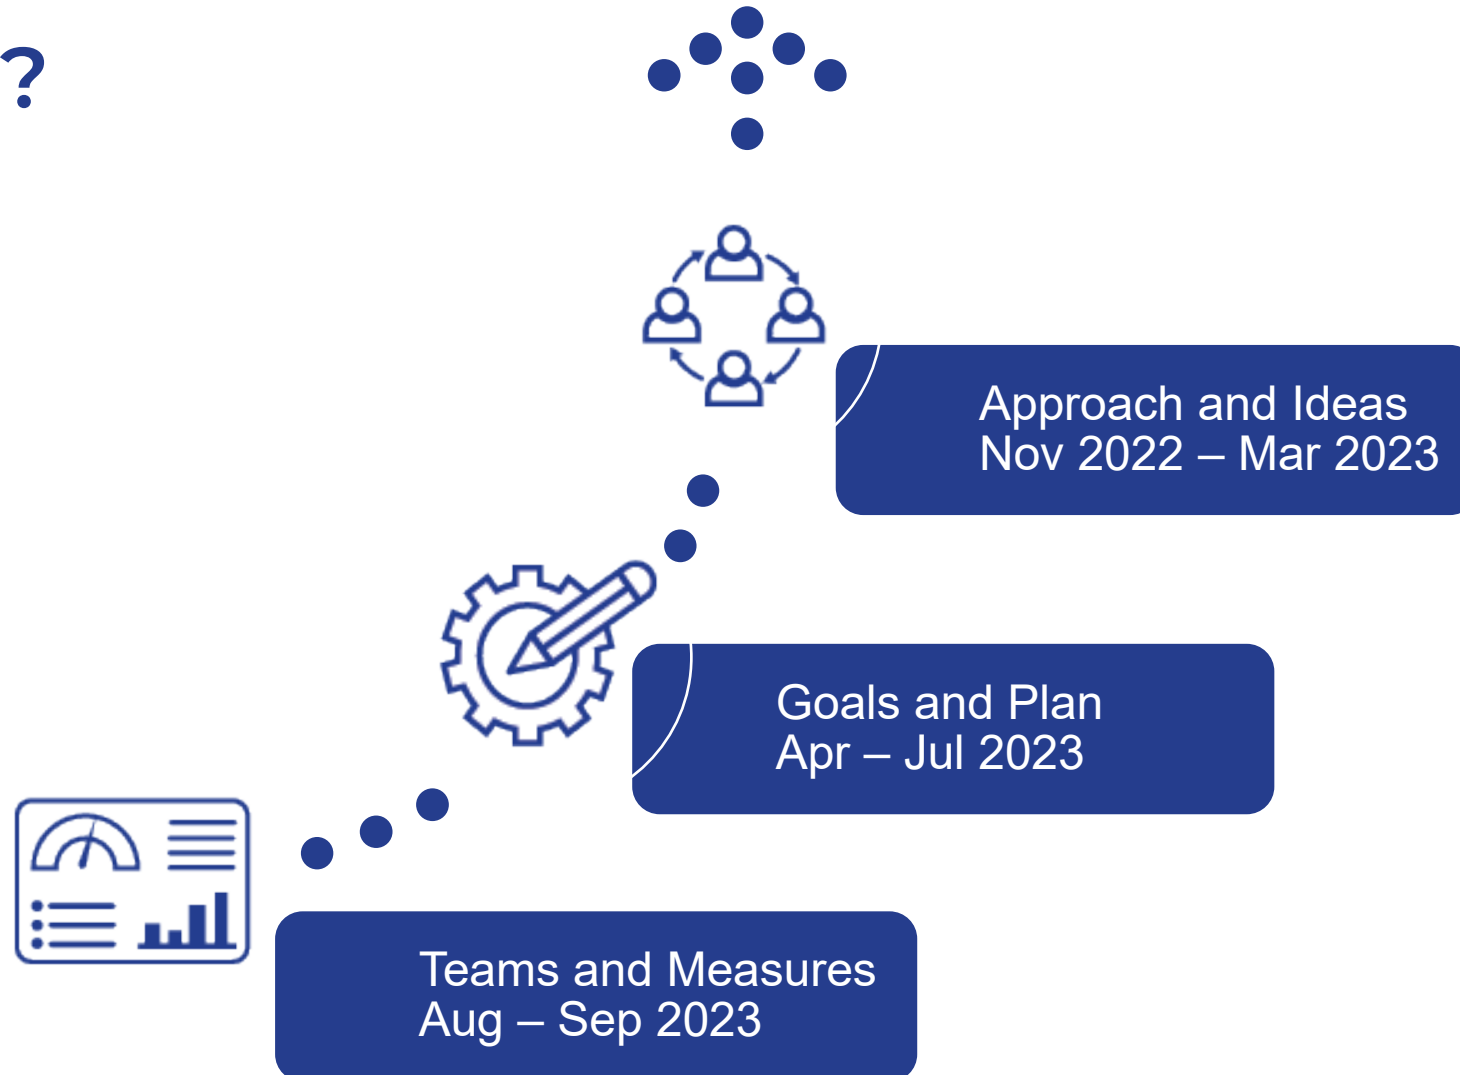 ?
Approach and Ideas
Nov 2022 – Mar 2023
Goals and Plan
Apr – Jul 2023
Teams and Measures
Aug – Sep 2023